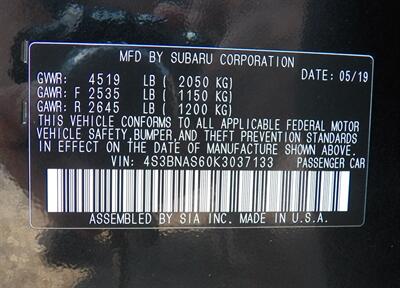 MFD BY SUBARU CORPORATION
GVWR: 4519 LB ( 2050 KG) DATE: 05/19
GAWR: F 2535 LB ( 1150 KG)
GAWR: R 2645 LB ( 1200 KG)
THIS VEHICLE CONFORMS TO ALL APPLICABLE FEDERAL MOTOR
VEHICLE SAFETY, BUMPER, AND THEFT PREVENTION STANDARDS
IN EFFECT ON THE DATE OF MANUFACTURE SHOWN ABOVE.
VIN: 4S3BNAS60K3037133 PASSENGER CAR
ASSEMBLED BY SIA INC. MADE IN U.S.A.